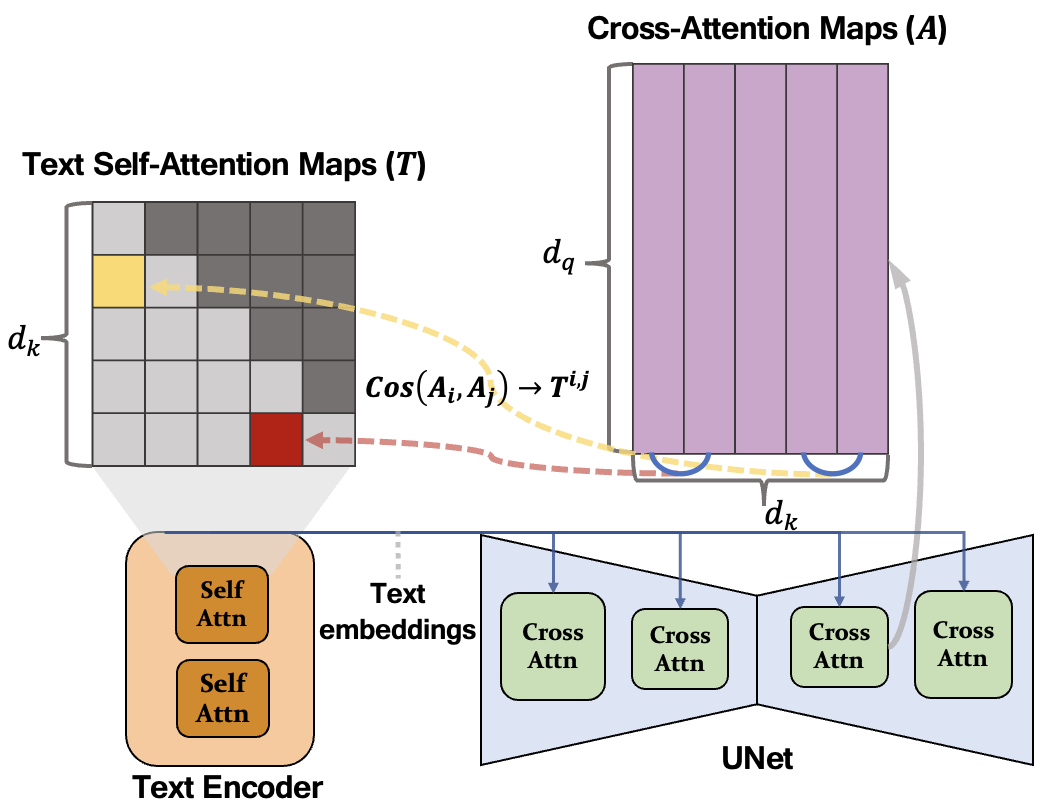 Cross-Attention Maps (A)
Text Self-Attention Maps (T)
d_q
d_k
Cos(A_i, A_j) → T^{i,j}
d_k
Self
Attn
Self
Attn
Text
embeddings
Cross
Attn
Cross
Attn
Cross
Attn
Cross
Attn
UNet
Text Encoder